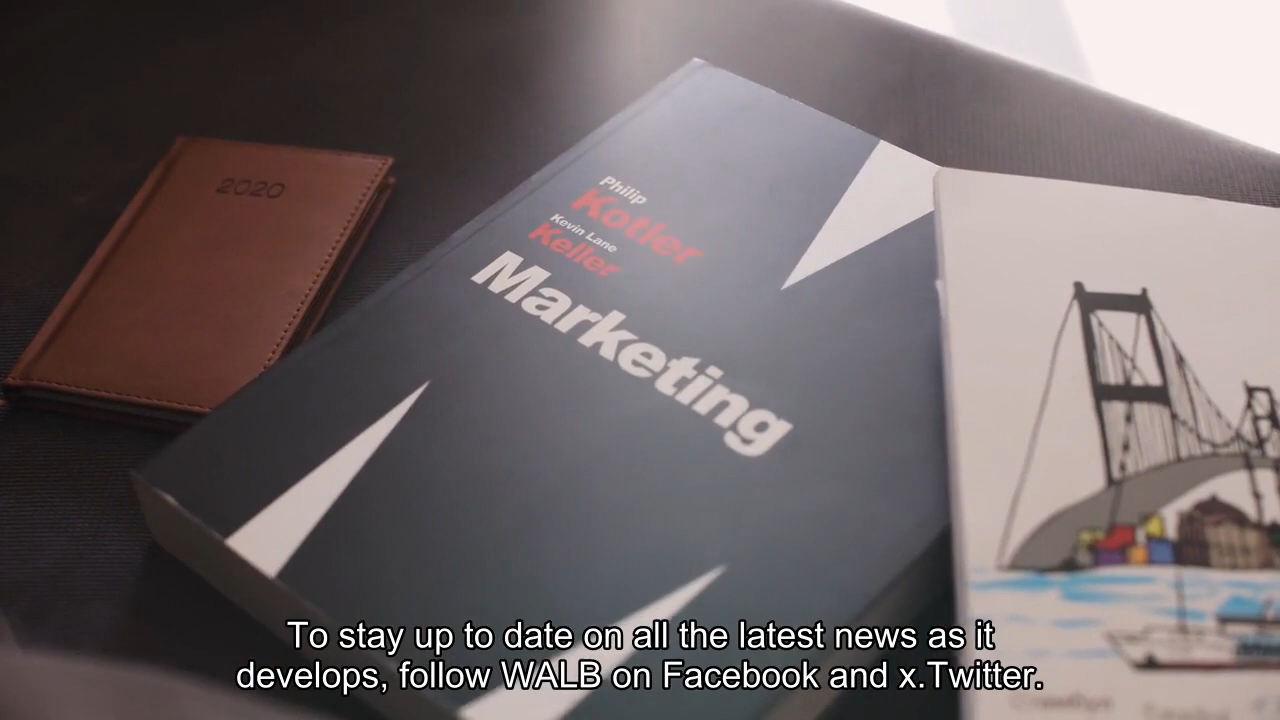 2020
Philip
Kotler
Kevin Lane
Keller
Marketing
To stay up to date on all the latest news as it
develops, follow WALB on Facebook and x.Twitter.